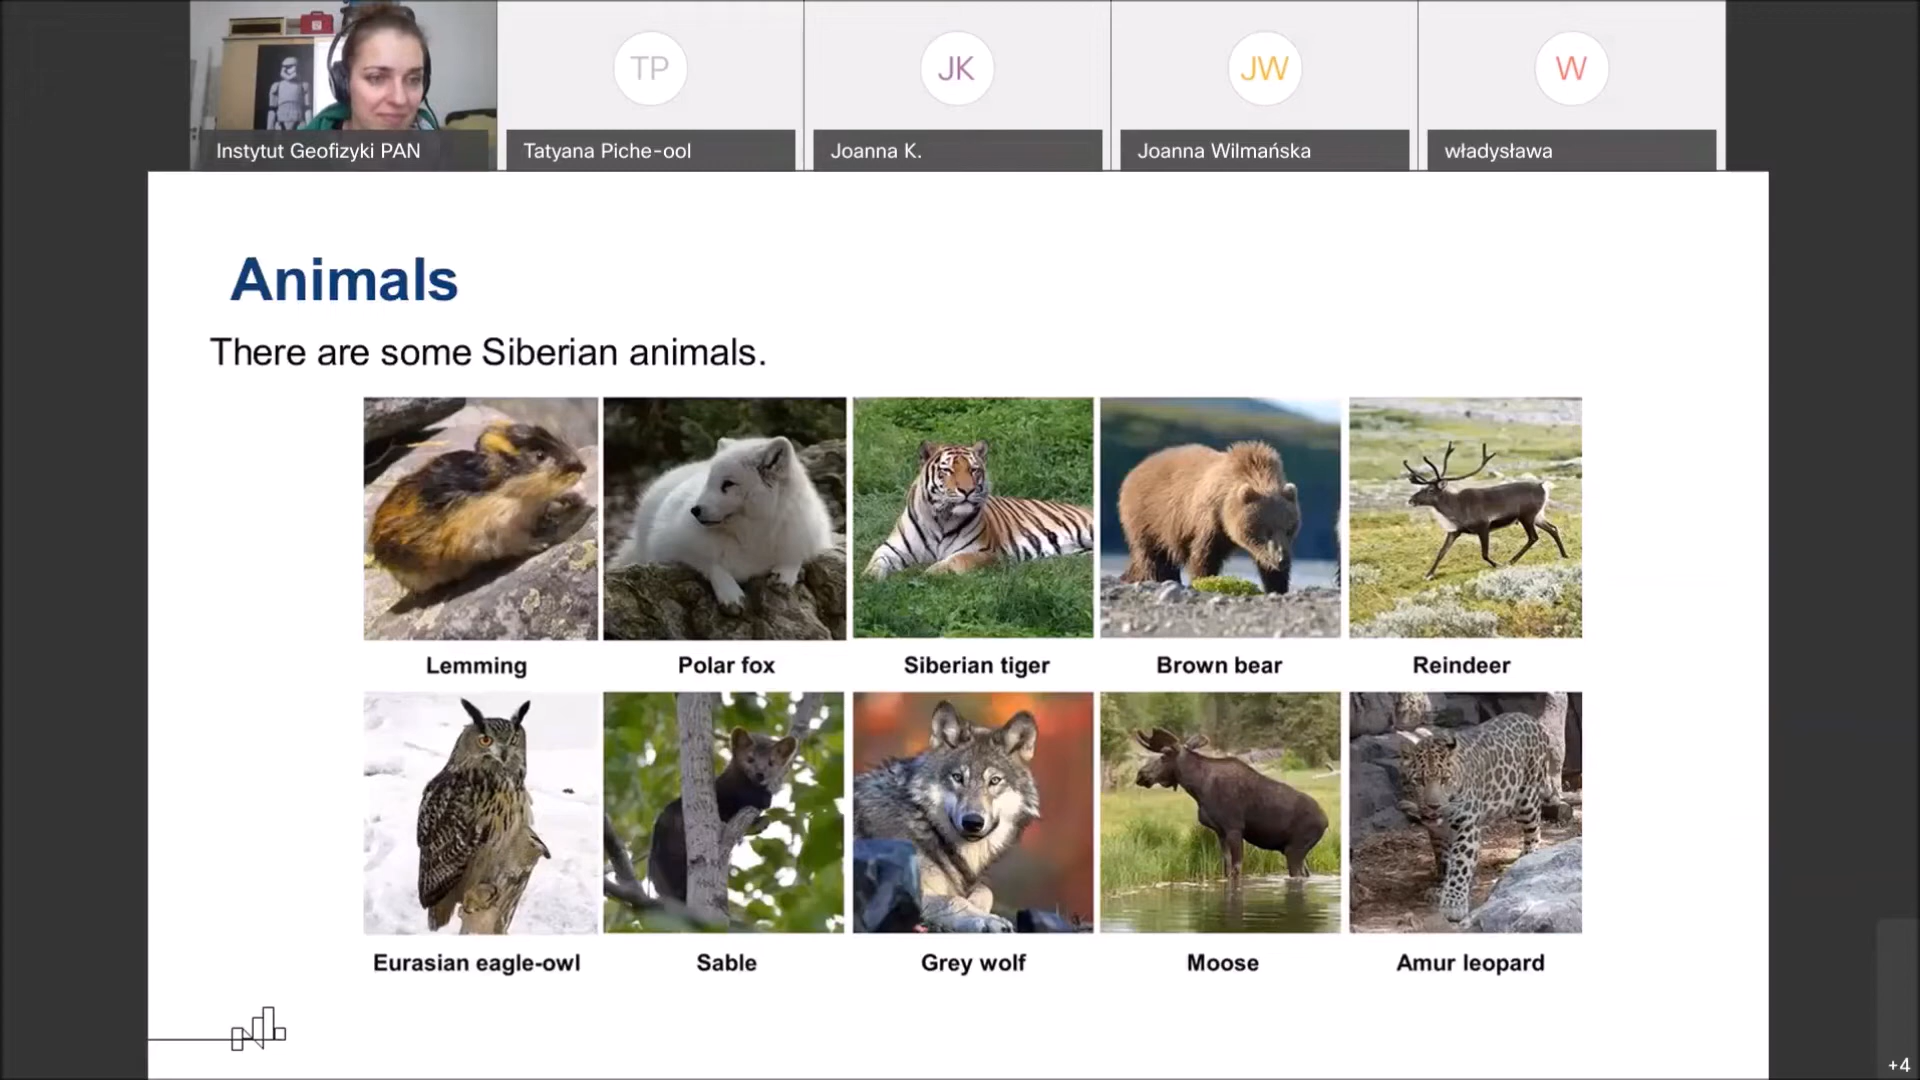 TP
JK
JW
W
Instytut Geofizyki PAN
Tatyana Piche-ool
Joanna K.
Joanna Wilmańska
władysława
Animals
There are some Siberian animals.
Lemming
Polar fox
Siberian tiger
Brown bear
Reindeer
Eurasian eagle-owl
Sable
Grey wolf
Moose
Amur leopard
+4